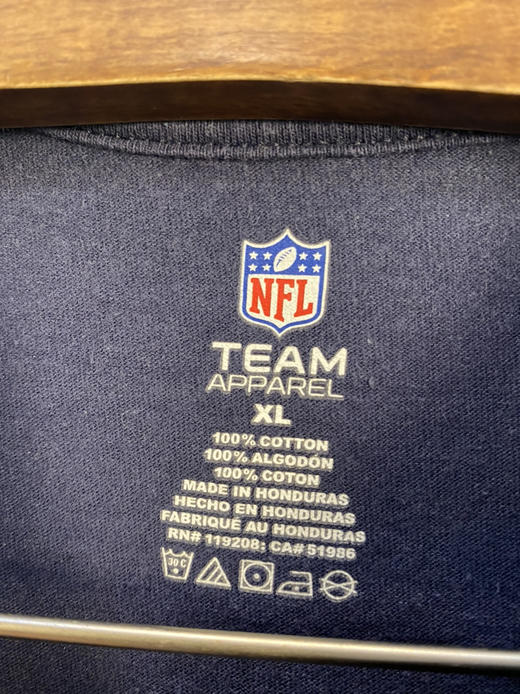 NFL
TEAM
APPAREL
XL
100% COTTON
100% ALGODÓN
100% COTON
MADE IN HONDURAS
HECHO EN HONDURAS
FABRIQUÉ AU HONDURAS
RN# 119208: CA# 51986
30 C